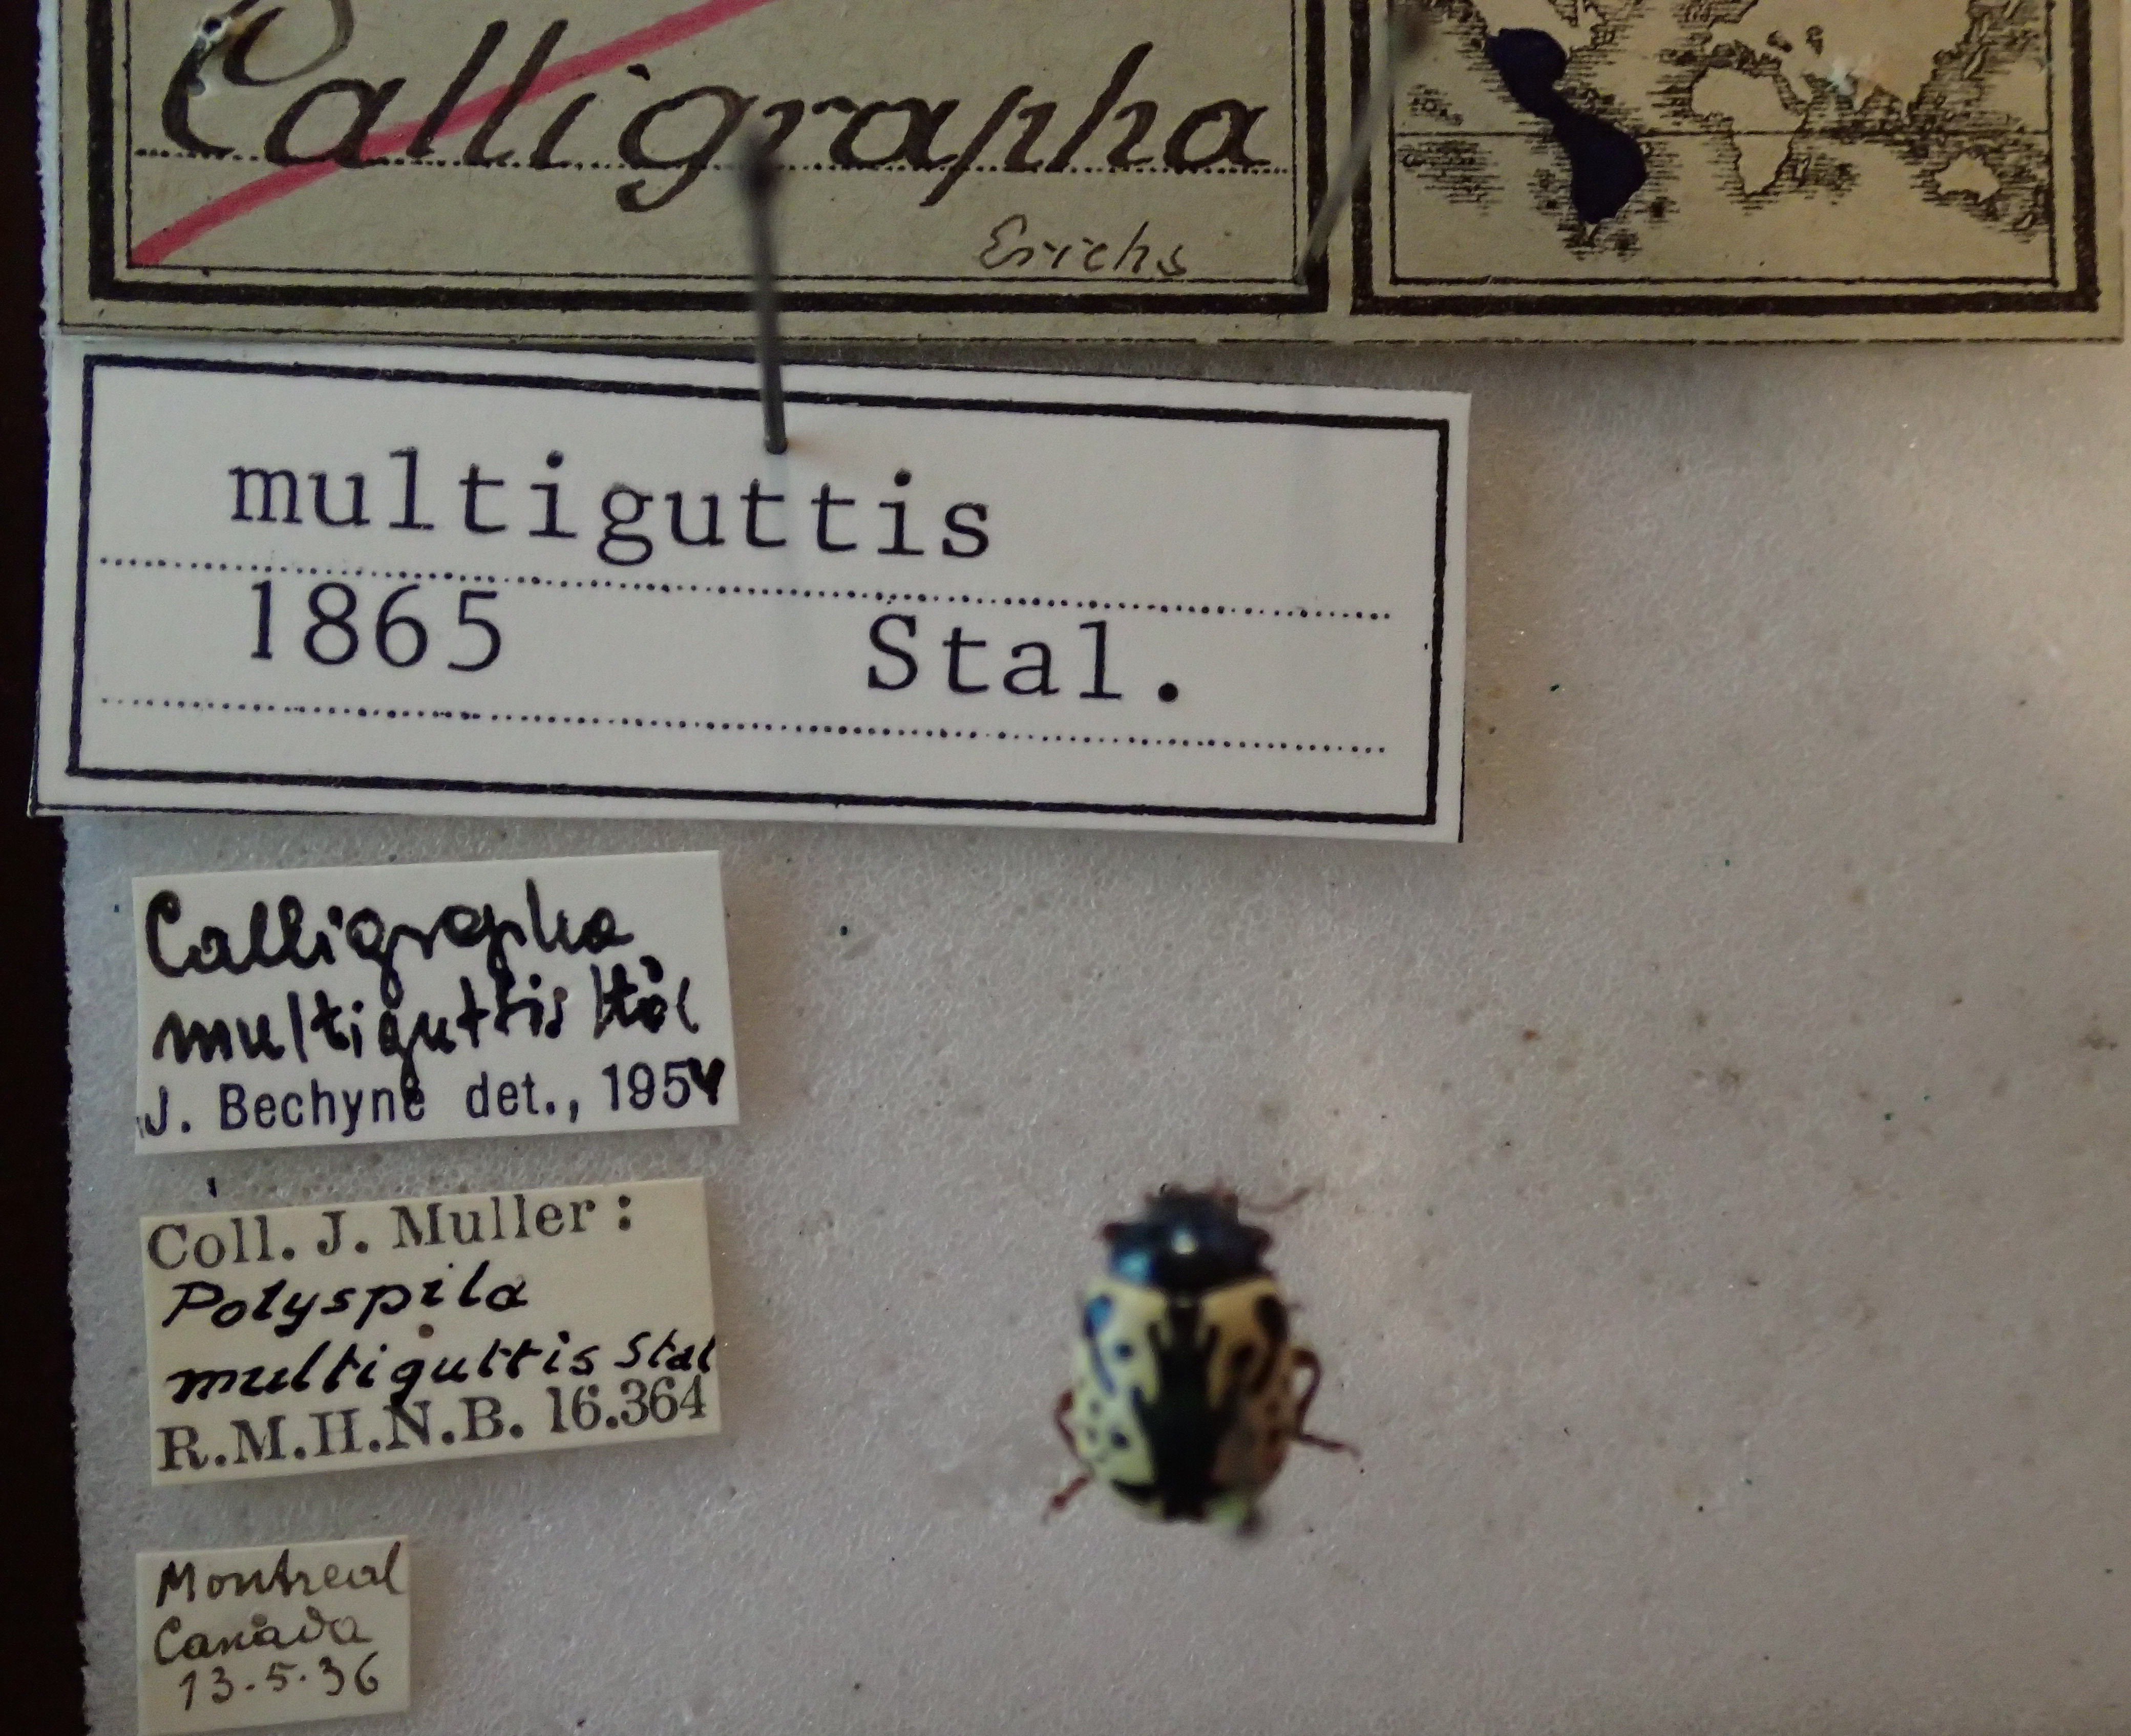 Calligrapha
Erichs
multiguttis
1865 Stal.
Calligrapha
multiguttis Stål
J. Bechyne det., 1954
Coll. J. Muller :
Polyspila
multiguttis Stal
R.M.H.N.B. 16.364
Montreal
Canada
13.5.36